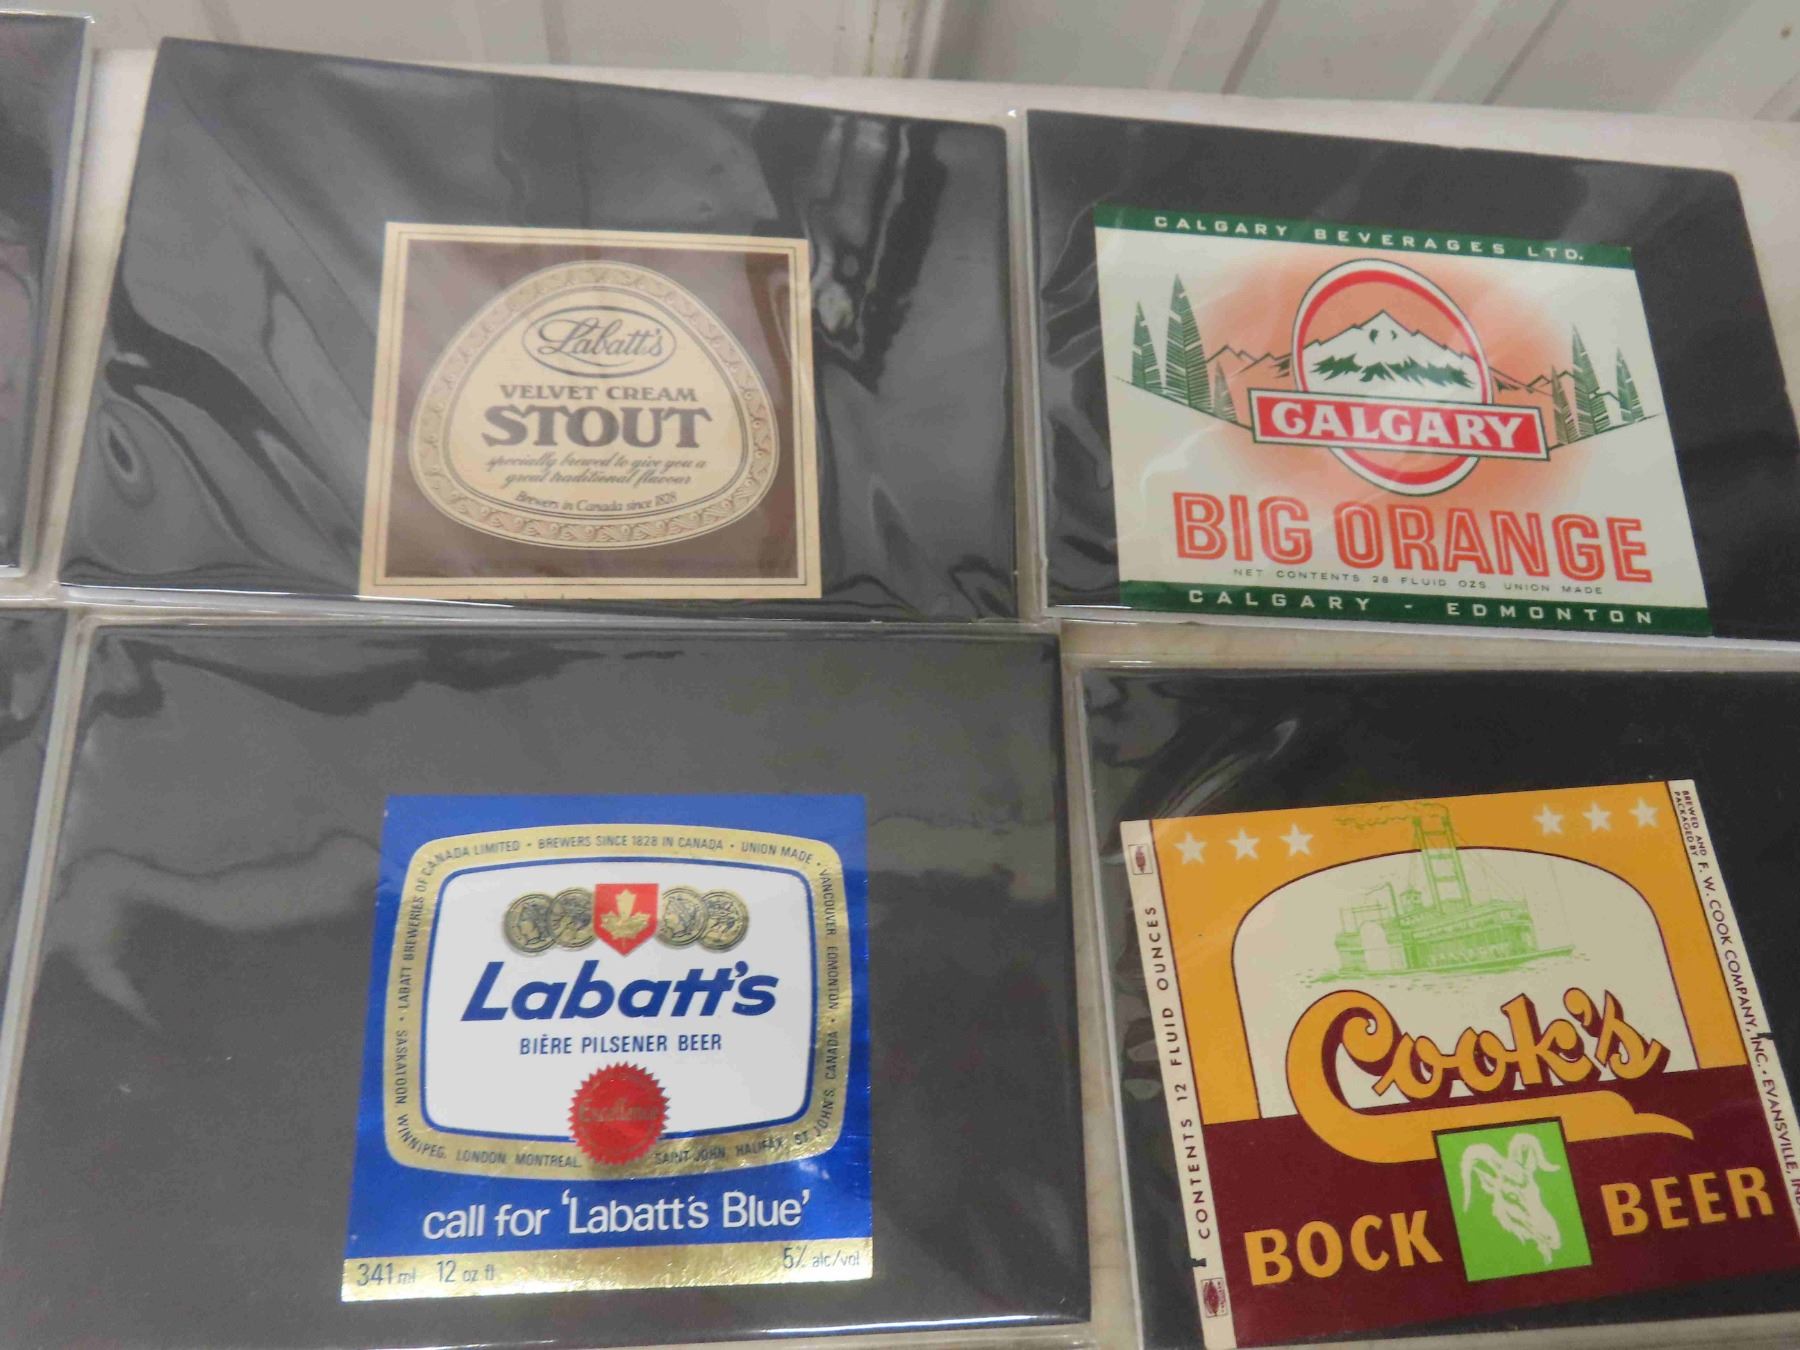 Labatt's
VELVET CREAM
STOUT
specially brewed to give you a
great traditional flavour
Brewers in Canada since 1828
CALGARY BEVERAGES LTD.
CALGARY
BIG ORANGE
NET CONTENTS 28 FLUID OZS. UNION MADE
CALGARY - EDMONTON
LABATT BREWERIES OF CANADA LIMITED • BREWERS SINCE 1828 IN CANADA • UNION MADE •
VANCOUVER EDMONTON
SASKATOON WINNIPEG, LONDON MONTREAL, SAINT JOHN, HALIFAX, ST. JOHN'S, CANADA •
Labatt's
BIÈRE PILSENER BEER
Excellence
call for 'Labatt's Blue'
341 ml 12 oz fl
5% alc/vol
CONTENTS 12 FLUID OUNCES
Cook's
BOCK BEER
BREWED AND
PACKAGED BY F. W. COOK COMPANY, INC. • EVANSVILLE,